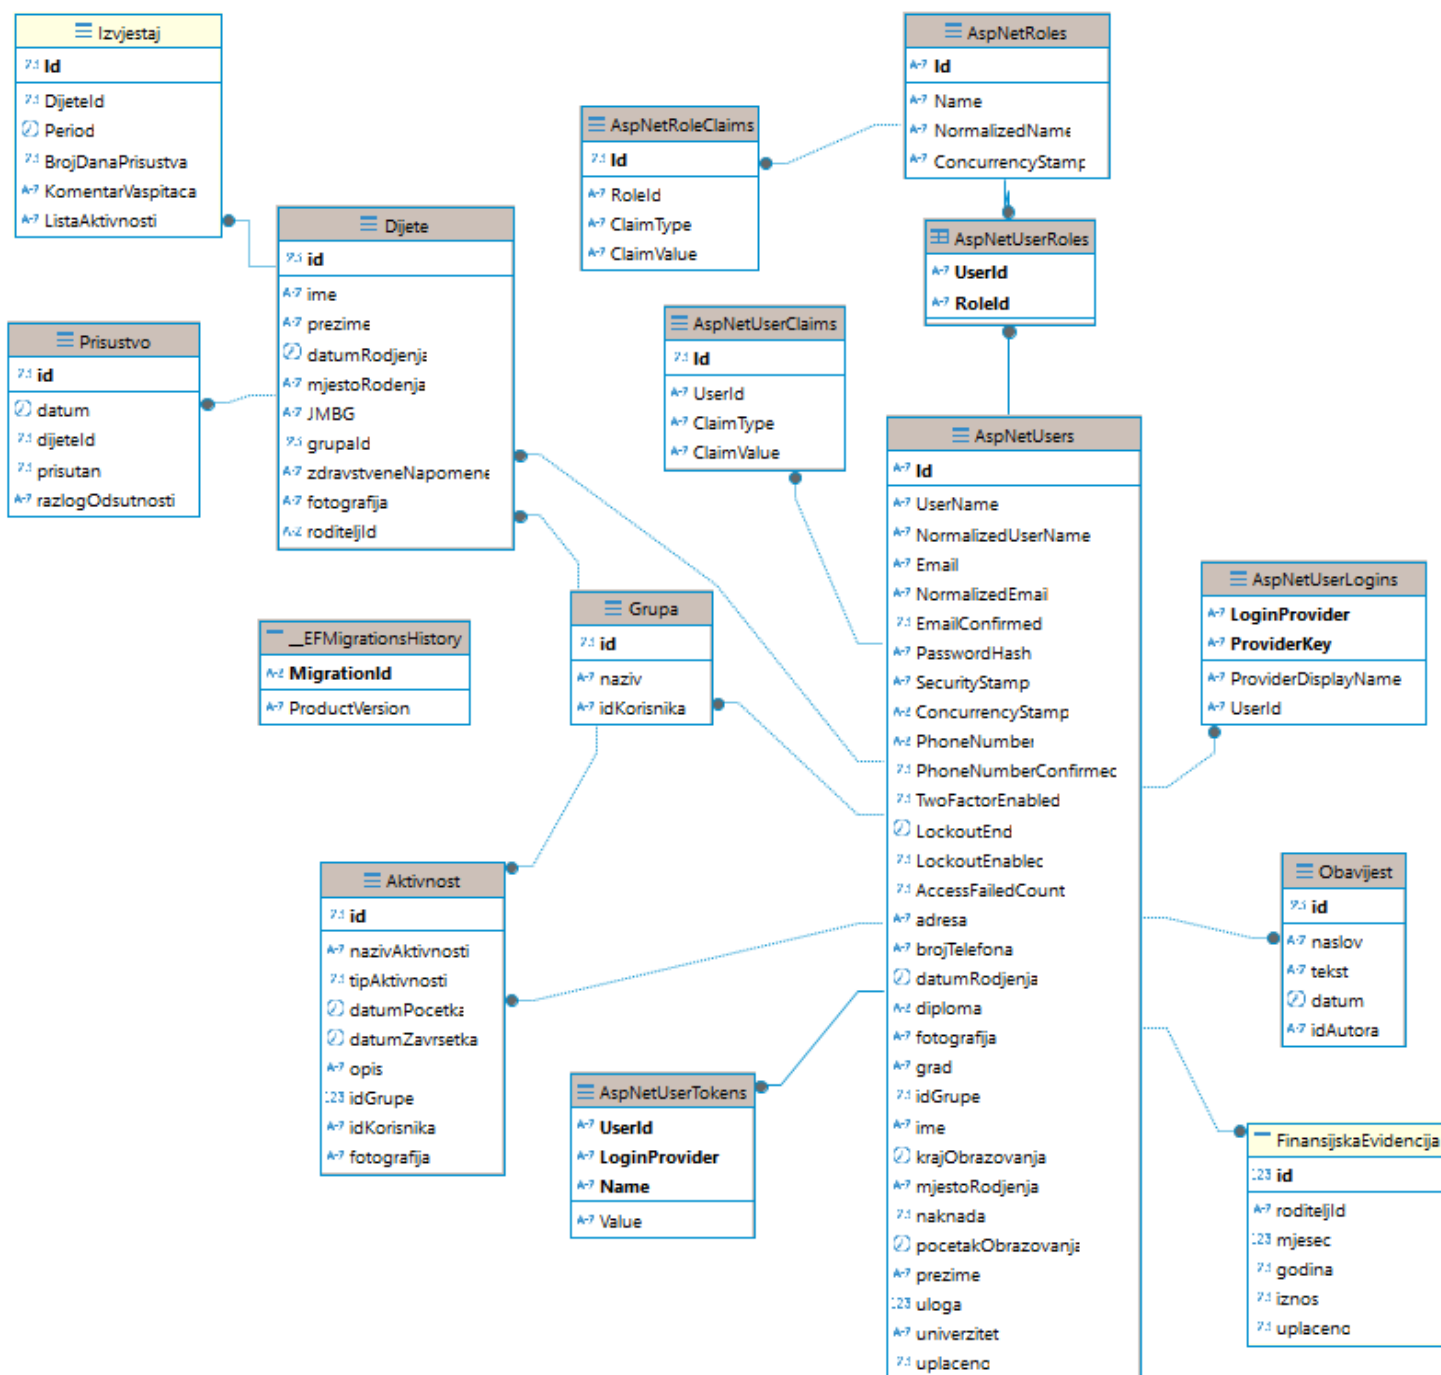 Izvjestaj
Id
DijeteId
Period
BrojDanaPrisustva
KomentarVaspitaca
ListaAktivnosti
AspNetRoles
Id
Name
NormalizedName
ConcurrencyStamp
AspNetRoleClaims
Id
RoleId
ClaimType
ClaimValue
Dijete
id
ime
prezime
datumRodjenja
mjestoRodenja
JMBG
grupaId
zdravstveneNapomene
fotografija
roditeljId
AspNetUserRoles
UserId
RoleId
Prisustvo
id
datum
dijeteId
prisutan
razlogOdsutnosti
AspNetUserClaims
Id
UserId
ClaimType
ClaimValue
AspNetUsers
Id
UserName
NormalizedUserName
Email
NormalizedEmail
EmailConfirmed
PasswordHash
SecurityStamp
ConcurrencyStamp
PhoneNumber
PhoneNumberConfirmec
TwoFactorEnabled
LockoutEnd
LockoutEnablec
AccessFailedCount
adresa
brojTelefona
datumRodjenja
diploma
fotografija
grad
idGrupe
ime
krajObrazovanja
mjestoRodjenja
naknada
pocetakObrazovanja
prezime
uloga
univerzitet
uplaceno
AspNetUserLogins
LoginProvider
ProviderKey
ProviderDisplayName
UserId
Grupa
id
naziv
idKorisnika
__EFMigrationsHistory
MigrationId
ProductVersion
Aktivnost
id
nazivAktivnosti
tipAktivnosti
datumPocetka
datumZavrsetka
opis
123 idGrupe
idKorisnika
fotografija
Obavijest
id
naslov
tekst
datum
idAutora
AspNetUserTokens
UserId
LoginProvider
Name
Value
FinansijskaEvidencija
123 id
roditeljId
123 mjesec
godina
iznos
uplaceno